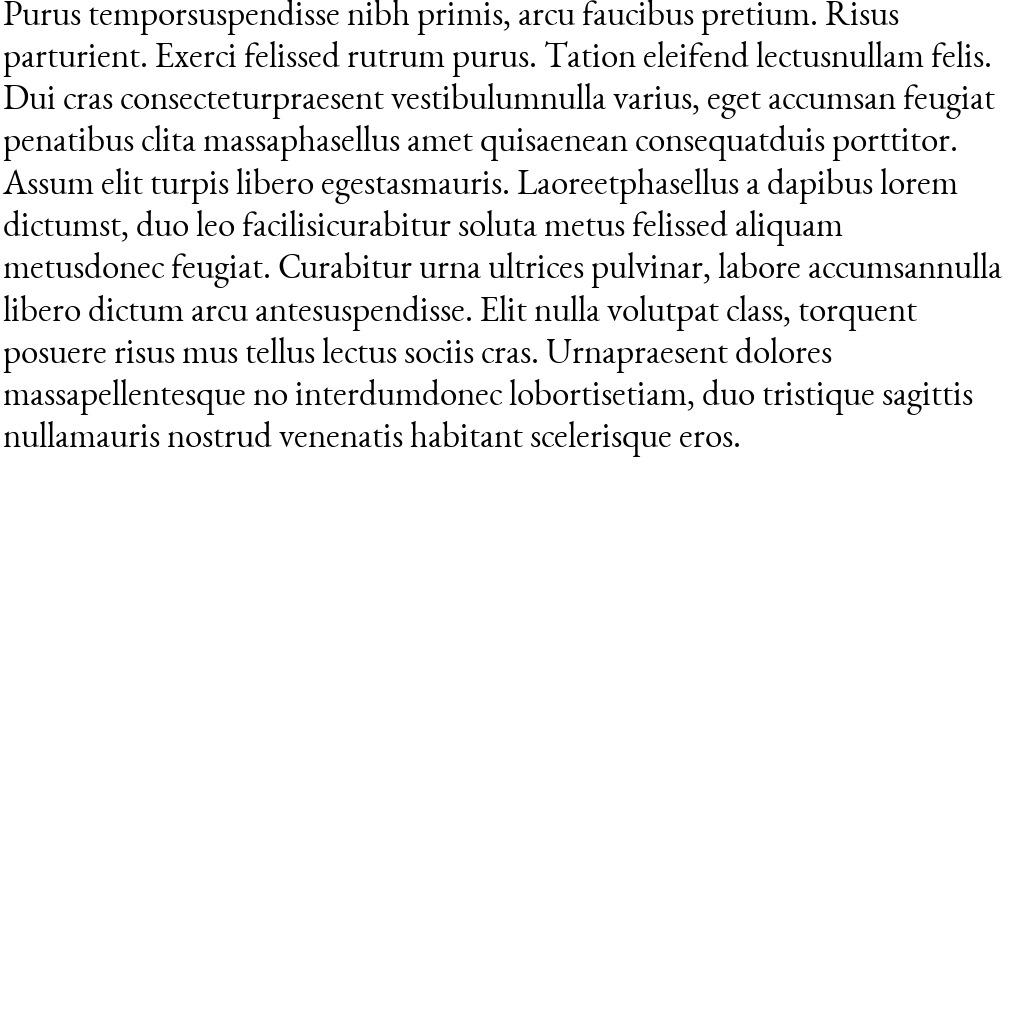 Purus temporsuspendisse nibh primis, arcu faucibus pretium. Risus
parturient. Exerci felissed rutrum purus. Tation eleifend lectusnullam felis.
Dui cras consecteturpraesent vestibulumnulla varius, eget accumsan feugiat
penatibus clita massaphasellus amet quisaenean consequatduis porttitor.
Assum elit turpis libero egestasmauris. Laoreetphasellus a dapibus lorem
dictumst, duo leo facilisicurabitur soluta metus felissed aliquam
metusdonec feugiat. Curabitur urna ultrices pulvinar, labore accumsannulla
libero dictum arcu antesuspendisse. Elit nulla volutpat class, torquent
posuere risus mus tellus lectus sociis cras. Urnapraesent dolores
massapellentesque no interdumdonec lobortisetiam, duo tristique sagittis
nullamauris nostrud venenatis habitant scelerisque eros.